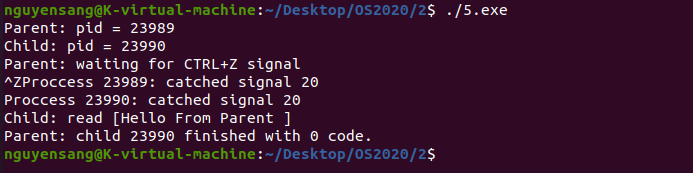 nguyensang@K-virtual-machine:~/Desktop/OS2020/2$ ./5.exe
Parent: pid = 23989
Child: pid = 23990
Parent: waiting for CTRL+Z signal
^ZProccess 23989: catched signal 20
Proccess 23990: catched signal 20
Child: read [Hello From Parent ]
Parent: child 23990 finished with 0 code.
nguyensang@K-virtual-machine:~/Desktop/OS2020/2$